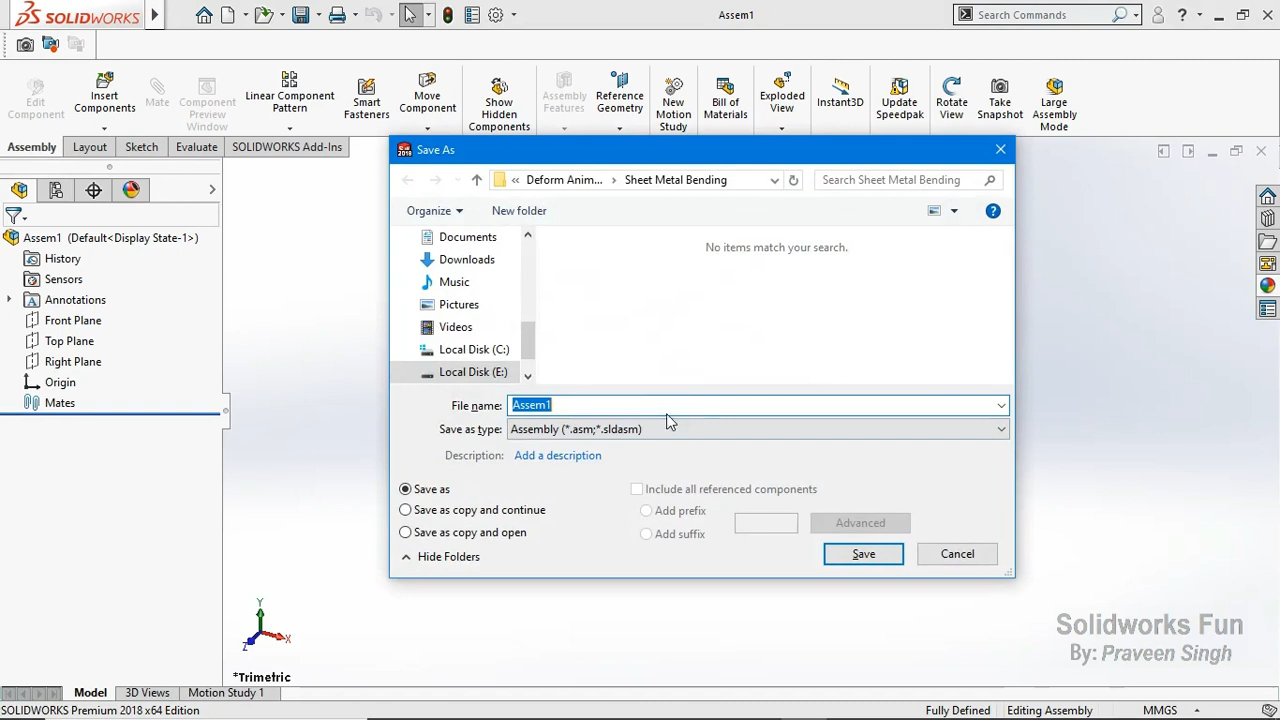 SOLIDWORKS
Assem1
Search Commands
Edit Component
Insert Components
Mate
Component Preview Window
Linear Component Pattern
Smart Fasteners
Move Component
Show Hidden Components
Assembly Features
Reference Geometry
New Motion Study
Bill of Materials
Exploded View
Instant3D
Update Speedpak
Take Snapshot
Rotate View
Large Assembly Mode
Assembly
Layout
Sketch
Evaluate
SOLIDWORKS Add-Ins
Assem1 (Default<Display State-1>)
History
Sensors
Annotations
Front Plane
Top Plane
Right Plane
Origin
Mates
2018
Save As
« Deform Anim... › Sheet Metal Bending
Search Sheet Metal Bending
Organize
New folder
Documents
Downloads
Music
Pictures
Videos
Local Disk (C:)
Local Disk (E:)
No items match your search.
File name: Assem1
Save as type: Assembly (*.asm;*.sldasm)
Description: Add a description
Save as
Save as copy and continue
Save as copy and open
Include all referenced components
Add prefix
Add suffix
Advanced
Hide Folders
Save
Cancel
Y
X
Z
*Trimetric
Solidworks Fun
By: Praveen Singh
Model
3D Views
Motion Study 1
SOLIDWORKS Premium 2018 x64 Edition
Fully Defined
Editing Assembly
MMGS